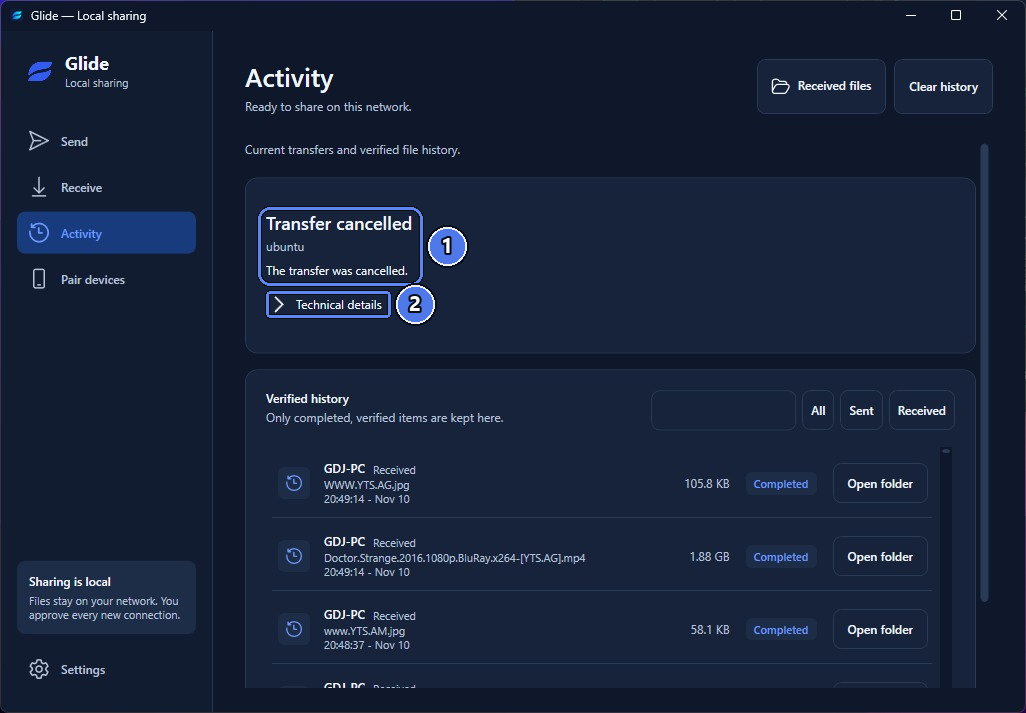 Glide — Local sharing
Glide
Local sharing
Send
Receive
Activity
Pair devices
Sharing is local
Files stay on your network. You
approve every new connection.
Settings
Activity
Ready to share on this network.
Received files
Clear history
Current transfers and verified file history.
Transfer cancelled
ubuntu
The transfer was cancelled.
1
Technical details
2
Verified history
Only completed, verified items are kept here.
All
Sent
Received
GDJ-PC Received
WWW.YTS.AG.jpg
20:49:14 - Nov 10
105.8 KB
Completed
Open folder
GDJ-PC Received
Doctor.Strange.2016.1080p.BluRay.x264-[YTS.AG].mp4
20:49:14 - Nov 10
1.88 GB
Completed
Open folder
GDJ-PC Received
www.YTS.AM.jpg
20:48:37 - Nov 10
58.1 KB
Completed
Open folder
GDJ-PC Received